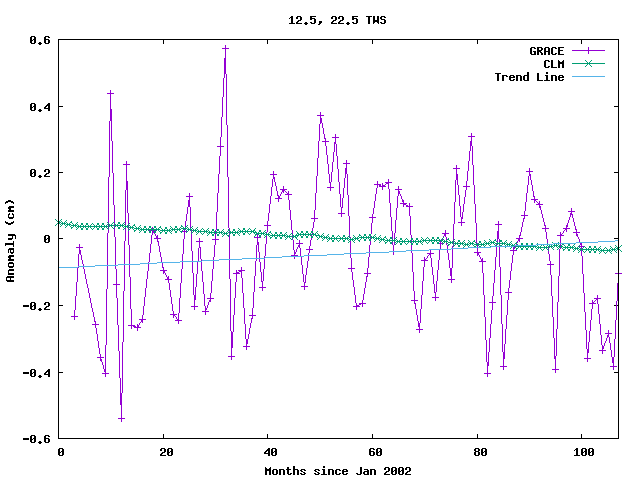 12.5, 22.5 TWS
GRACE
CLM
Trend Line
0.6
0.4
0.2
0
-0.2
-0.4
-0.6
Anomaly (cm)
0 20 40 60 80 100
Months since Jan 2002